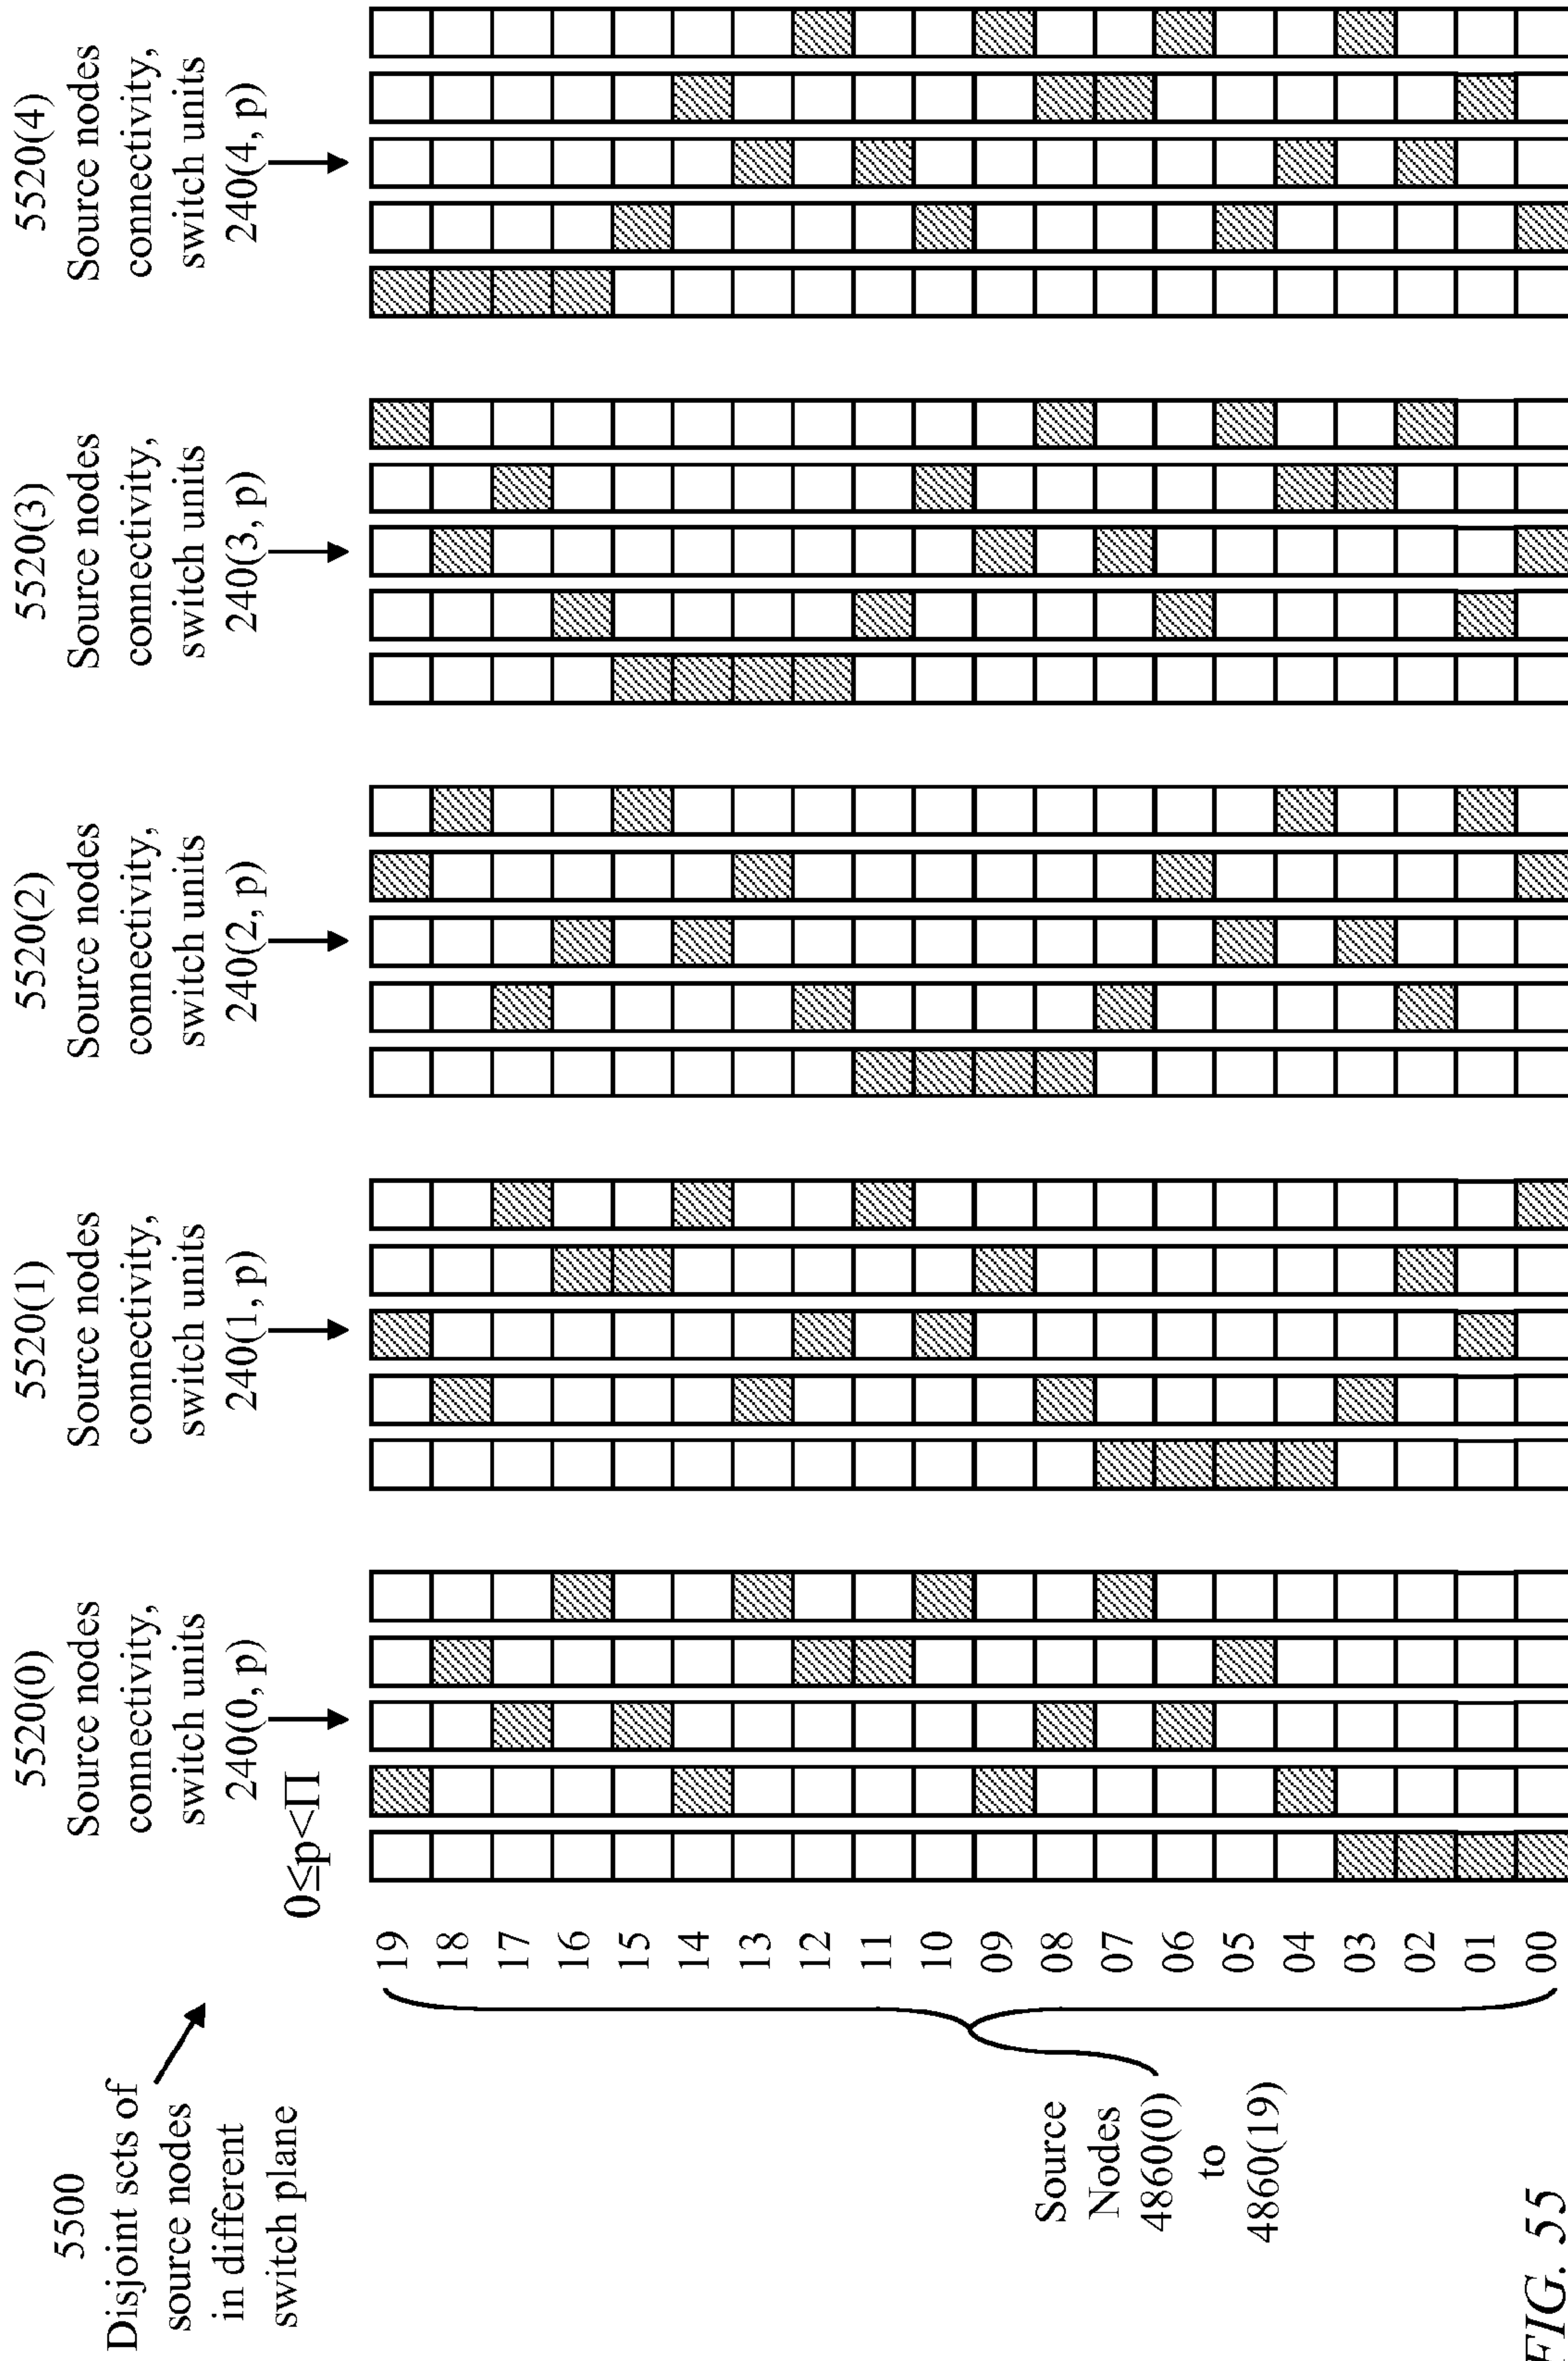 5500
Disjoint scts of
source nodes
in different
switch plane
5520(0)
Source nodes
connectivity,
switch units
240(0, p)
0≤p<Π
5520(1)
Source nodes
connectivity,
switch units
240(1, p)
5520(2)
Source nodes
connectivity,
switch units
240(2, p)
5520(3)
Source nodes
connectivity,
switch units
240(3, p)
5520(4)
Source nodes
connectivity,
switch units
240(4, p)
19
18
17
16
15
14
13
12
11
10
09
08
07
06
05
04
03
02
01
00
Source
Nodes
4860(0)
to
4860(19)
FIG. 55